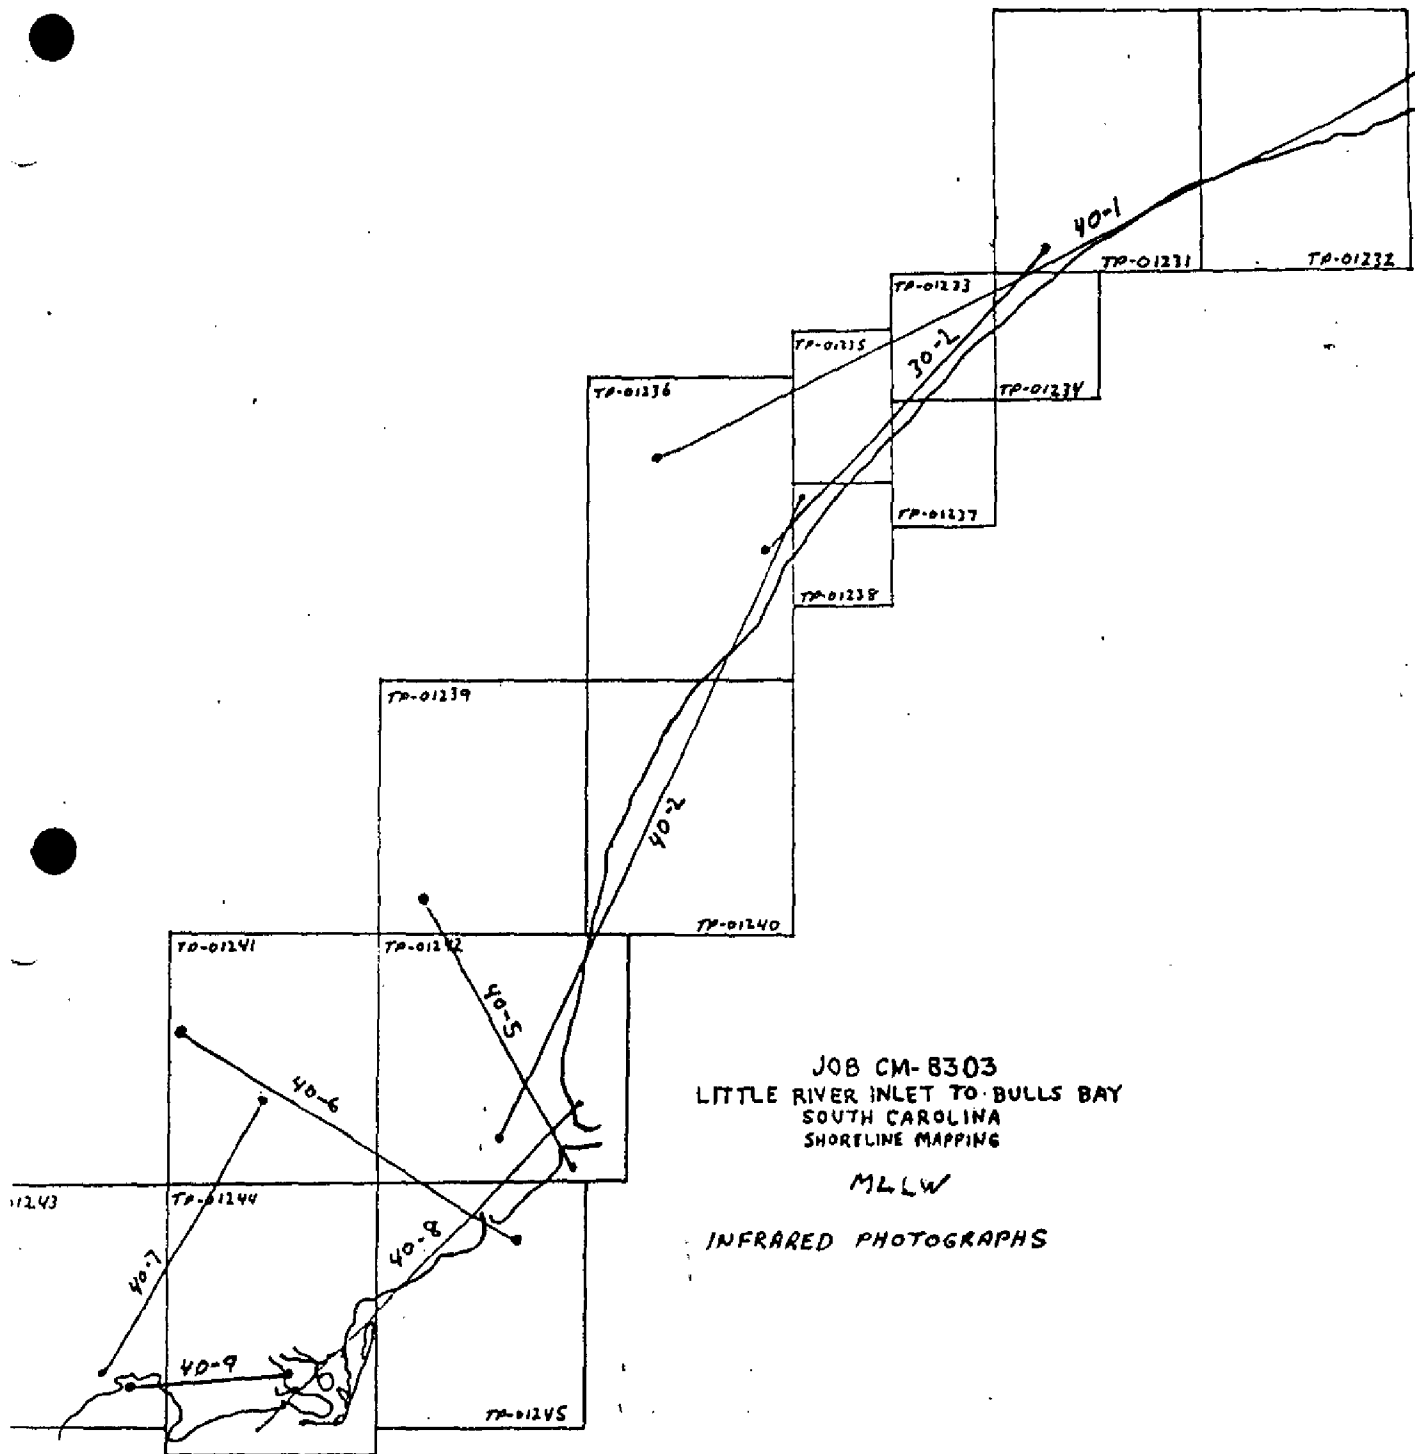 40-1
TP-01231
TP-01232
TP-01233
30-2
TP-01235
TP-01234
TP-01236
TP-01237
TP-01238
TP-01239
40-2
TP-01240
TP-01241
TP-01242
40-5
40-6
JOB CM-8303
LITTLE RIVER INLET TO BULLS BAY
SOUTH CAROLINA
SHORELINE MAPPING
MLLW
INFRARED PHOTOGRAPHS
01243
TP-01244
40-8
40-7
40-9
TP-01245